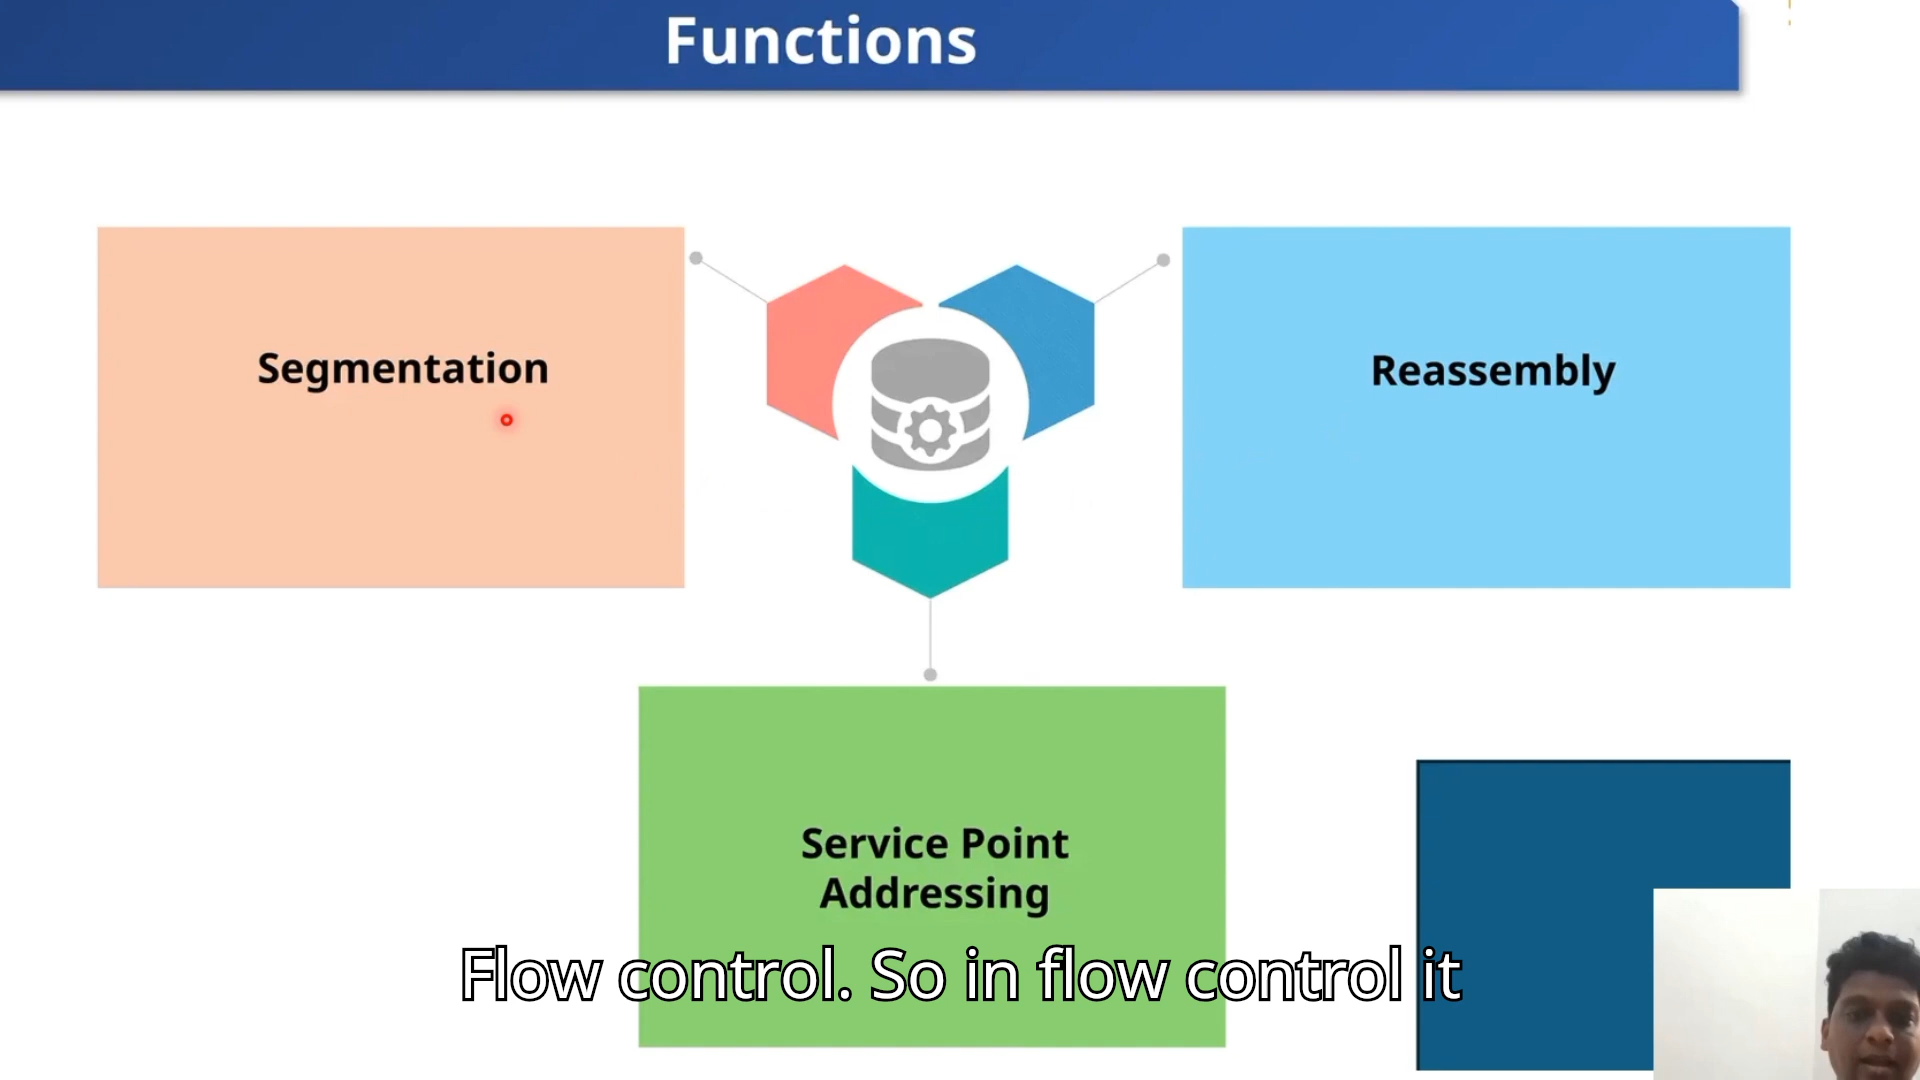 Functions
Segmentation
Reassembly
Service Point
Addressing
Flow control. So in flow control it